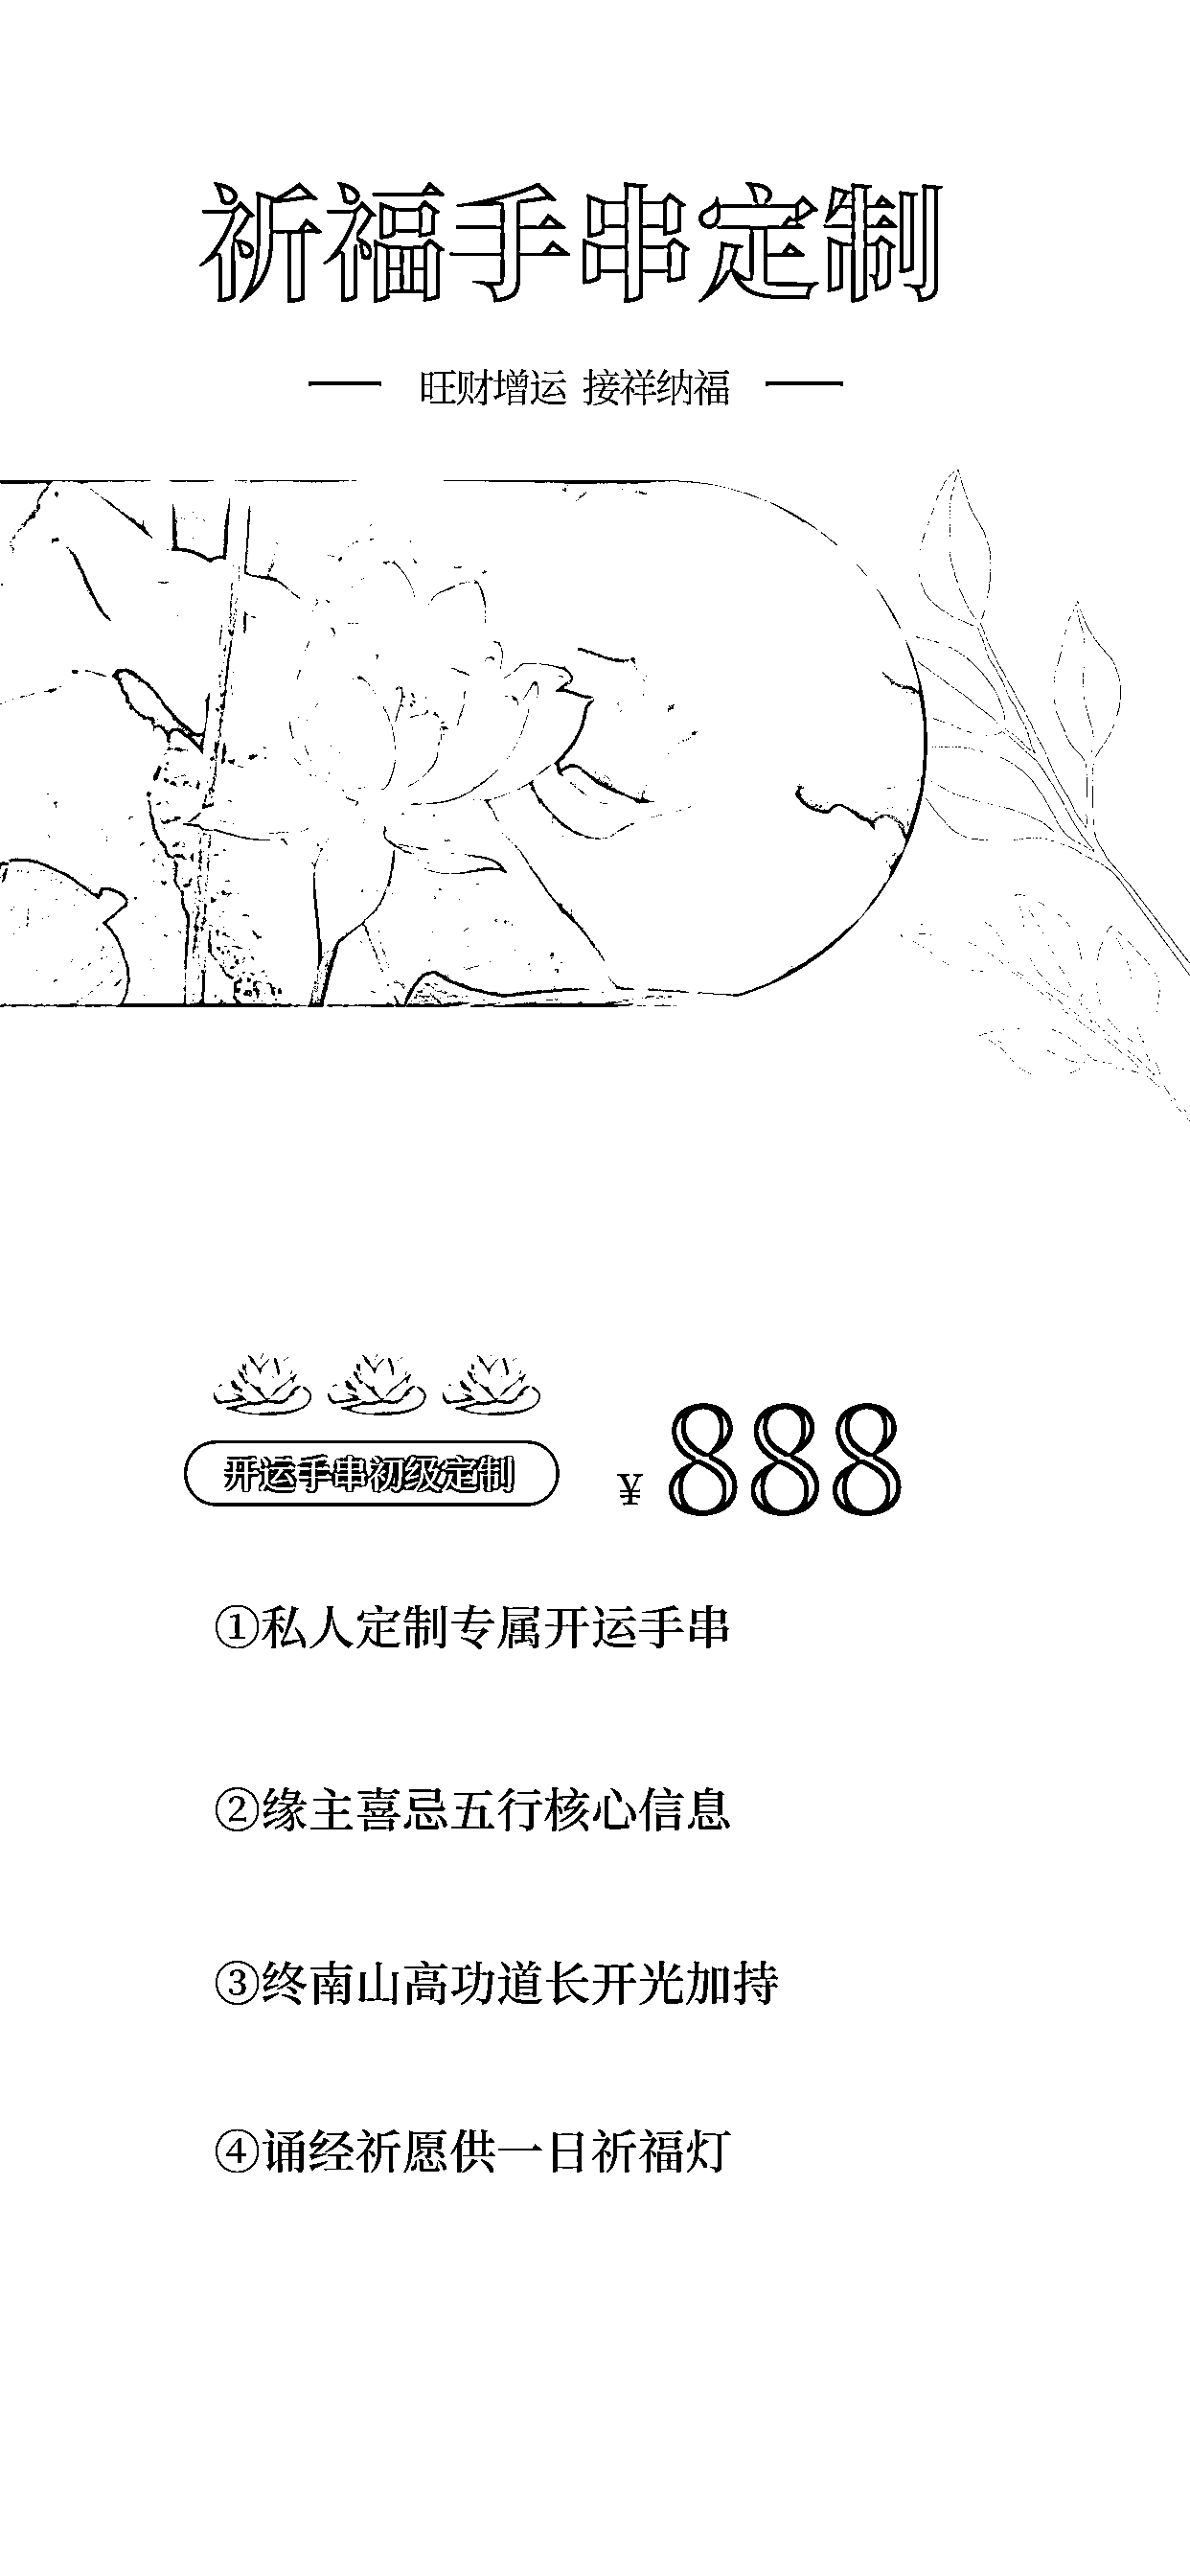 祈福手串定制
旺财增运 接祥纳福
开运手串初级定制
¥ 888
①私人定制专属开运手串
②缘主喜忌五行核心信息
③终南山高功道长开光加持
④诵经祈愿供一日祈福灯